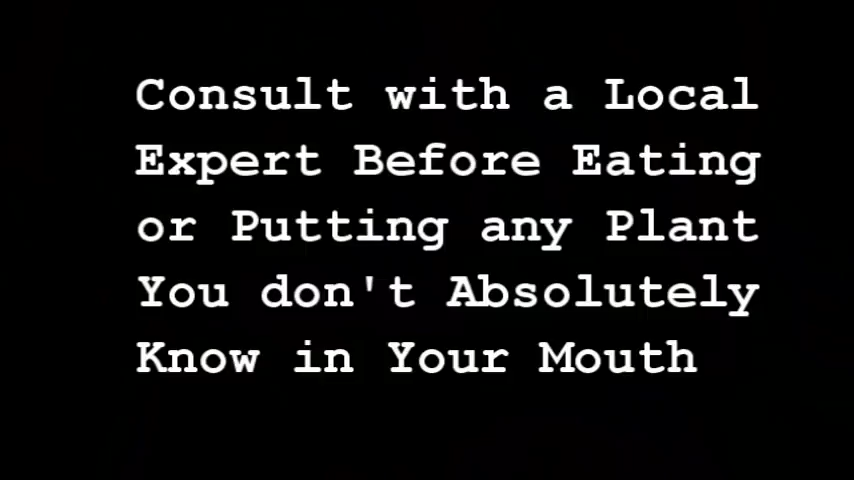 Consult with a Local
Expert Before Eating
or Putting any Plant
You don't Absolutely
Know in Your Mouth